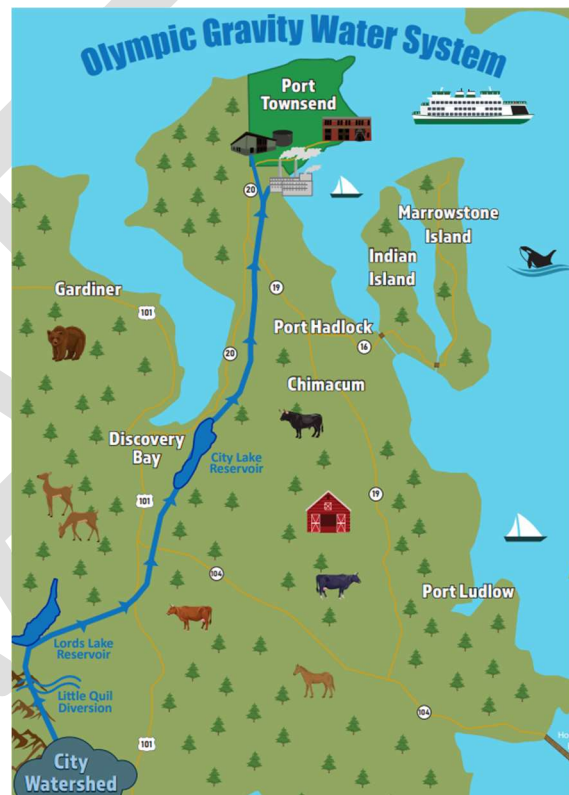 Olympic Gravity Water System
Port
Townsend
20
Marrowstone
Island
Indian
Island
Gardiner
101
19
Port Hadlock
16
20
Chimacum
Discovery
Bay
City Lake
Reservoir
101
19
104
Port Ludlow
Lords Lake
Reservoir
Little Quil
Diversion
104
101
City
Watershed
Ho